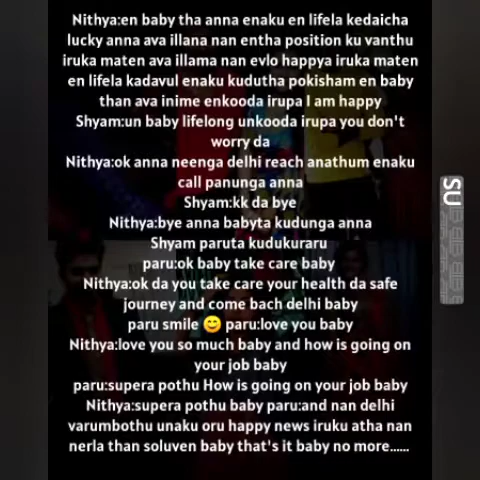 Nithya:en baby tha anna enaku en lifela kedaicha
lucky anna ava illana nan entha position ku vanthu
iruka maten ava illama nan evlo happya iruka maten
en lifela kadavul enaku kudutha pokisham en baby
than ava inime enkooda irupa I am happy
Shyam:un baby lifelong unkooda irupa you don't
worry da
Nithya:ok anna neenga delhi reach anathum enaku
call panunga anna
Shyam:kk da bye
Nithya:bye anna babyta kudunga anna
Shyam paruta kudukuraru
paru:ok baby take care baby
Nithya:ok da you take care your health da safe
journey and come bach delhi baby
paru smile 😊 paru:love you baby
Nithya:love you so much baby and how is going on
your job baby
paru:supera pothu How is going on your job baby
Nithya:supera pothu baby paru:and nan delhi
varumbothu unaku oru happy news iruku atha nan
nerla than soluven baby that's it baby no more......
SU